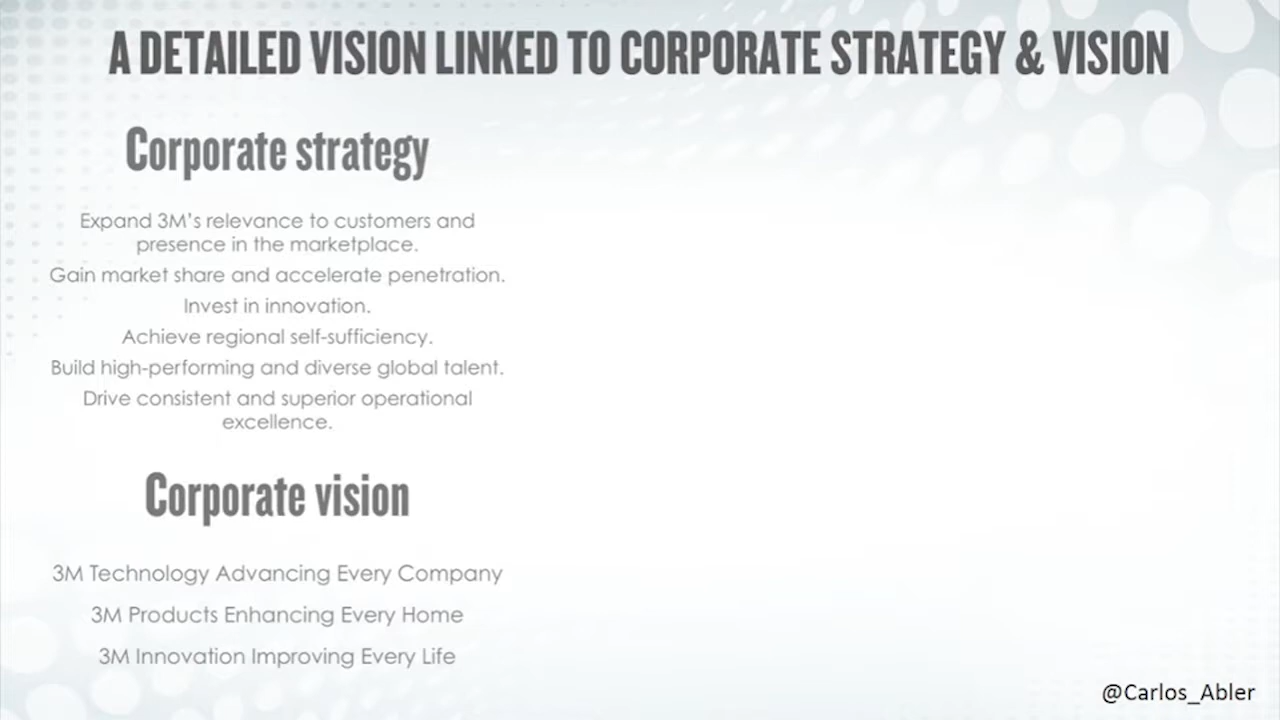 A DETAILED VISION LINKED TO CORPORATE STRATEGY & VISION
Corporate strategy
Expand 3M’s relevance to customers and
presence in the marketplace.
Gain market share and accelerate penetration.
Invest in innovation.
Achieve regional self-sufficiency.
Build high-performing and diverse global talent.
Drive consistent and superior operational
excellence.
Corporate vision
3M Technology Advancing Every Company
3M Products Enhancing Every Home
3M Innovation Improving Every Life
@Carlos_Abler